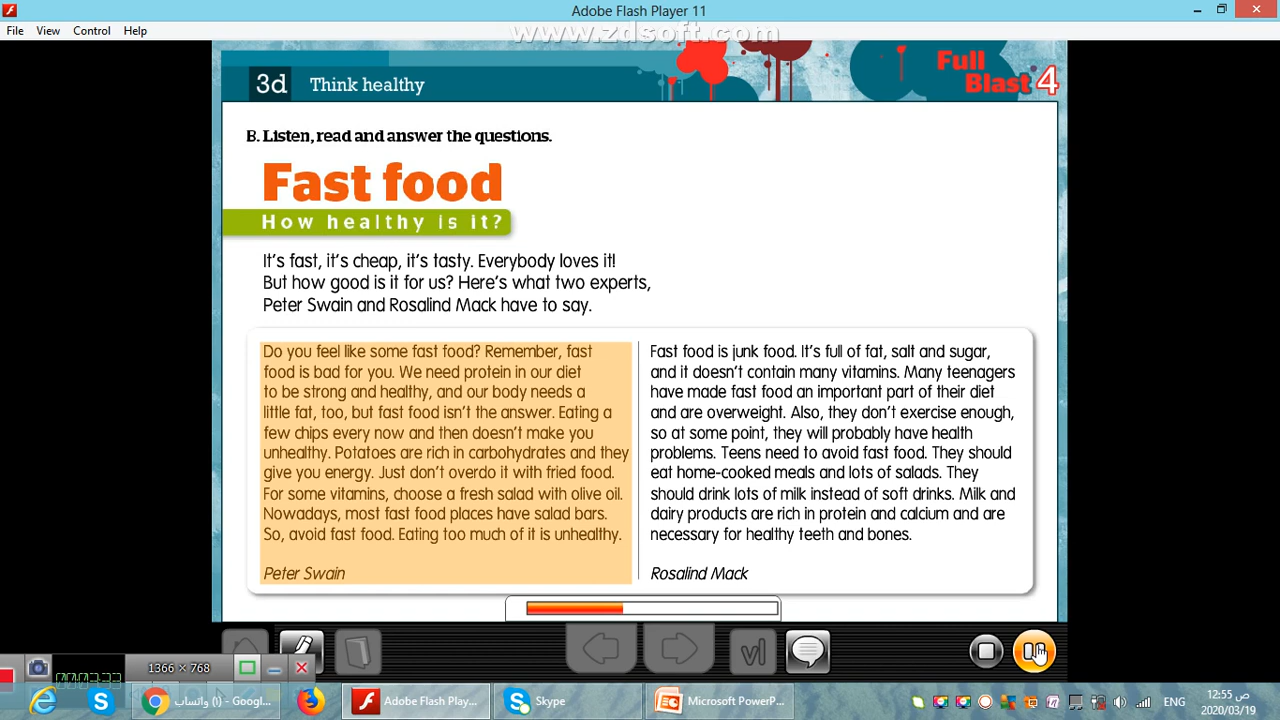 Adobe Flash Player 11
www.zdsoft.com
File View Control Help
3d Think healthy
Full
Blast 4
B. Listen, read and answer the questions.
Fast food
How healthy is it?
It's fast, it's cheap, it's tasty. Everybody loves it!
But how good is it for us? Here's what two experts,
Peter Swain and Rosalind Mack have to say.
Do you feel like some fast food? Remember, fast
food is bad for you. We need protein in our diet
to be strong and healthy, and our body needs a
little fat, too, but fast food isn't the answer. Eating a
few chips every now and then doesn't make you
unhealthy. Potatoes are rich in carbohydrates and they
give you energy. Just don't overdo it with fried food.
For some vitamins, choose a fresh salad with olive oil.
Nowadays, most fast food places have salad bars.
So, avoid fast food. Eating too much of it is unhealthy.
Peter Swain
Fast food is junk food. It's full of fat, salt and sugar,
and it doesn't contain many vitamins. Many teenagers
have made fast food an important part of their diet
and are overweight. Also, they don't exercise enough,
so at some point, they will probably have health
problems. Teens need to avoid fast food. They should
eat home-cooked meals and lots of salads. They
should drink lots of milk instead of soft drinks. Milk and
dairy products are rich in protein and calcium and are
necessary for healthy teeth and bones.
Rosalind Mack
vi
1366 × 768
(١) واتساب - Googl...
Adobe Flash Play...
Skype
Microsoft PowerP...
ENG
12:55 ص
2020/03/19